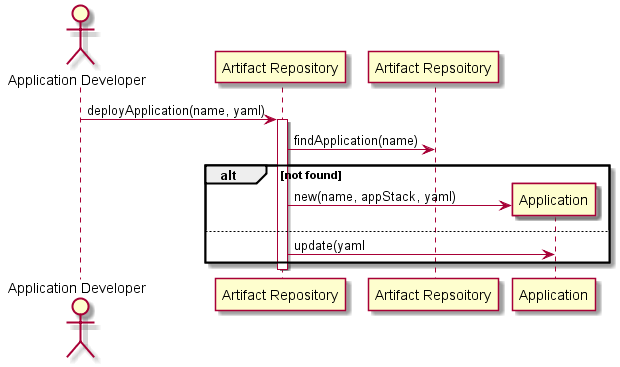 Application Developer
Artifact Repository
Artifact Repsoitory
deployApplication(name, yaml)
findApplication(name)
alt
[not found]
new(name, appStack, yaml)
Application
update(yaml
Application Developer
Artifact Repository
Artifact Repsoitory
Application